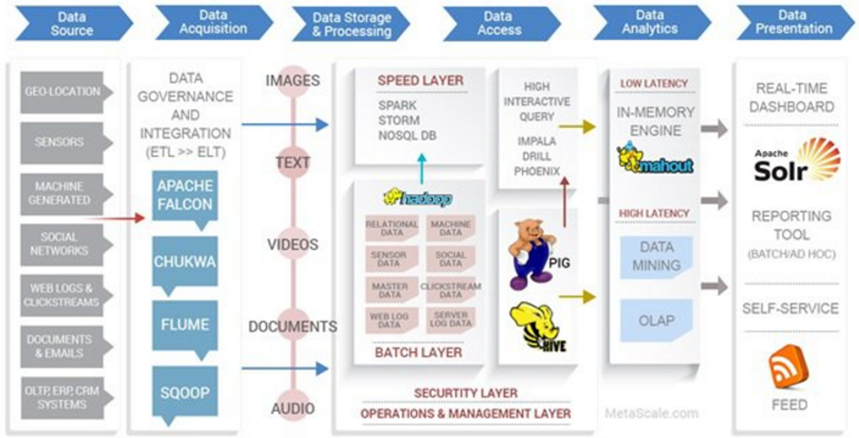 Data
Source
Data
Acquisition
Data Storage
& Processing
Data
Access
Data
Analytics
Data
Presentation
GEO-LOCATION
SENSORS
MACHINE
GENERATED
SOCIAL
NETWORKS
WEB LOGS &
CLICKSTREAMS
DOCUMENTS
& EMAILS
OLTP, ERP, CRM
SYSTEMS
DATA
GOVERNANCE
AND
INTEGRATION
(ETL >> ELT)
APACHE
FALCON
CHUKWA
FLUME
SQOOP
IMAGES
TEXT
VIDEOS
DOCUMENTS
AUDIO
SPEED LAYER
SPARK
STORM
NOSQL DB
hadoop
RELATIONAL
DATA
MACHINE
DATA
SENSOR
DATA
SOCIAL
DATA
MASTER
DATA
CLICKSTREAM
DATA
WEB LOG
DATA
SERVER
LOG DATA
BATCH LAYER
HIGH
INTERACTIVE
QUERY
IMPALA
DRILL
PHOENIX
PIG
HIVE
SECURTITY LAYER
OPERATIONS & MANAGEMENT LAYER
LOW LATENCY
IN-MEMORY
ENGINE
mahout
HIGH LATENCY
DATA
MINING
OLAP
MetaScale.com
REAL-TIME
DASHBOARD
Apache
Solr
REPORTING
TOOL
(BATCH/AD HOC)
SELF-SERVICE
FEED